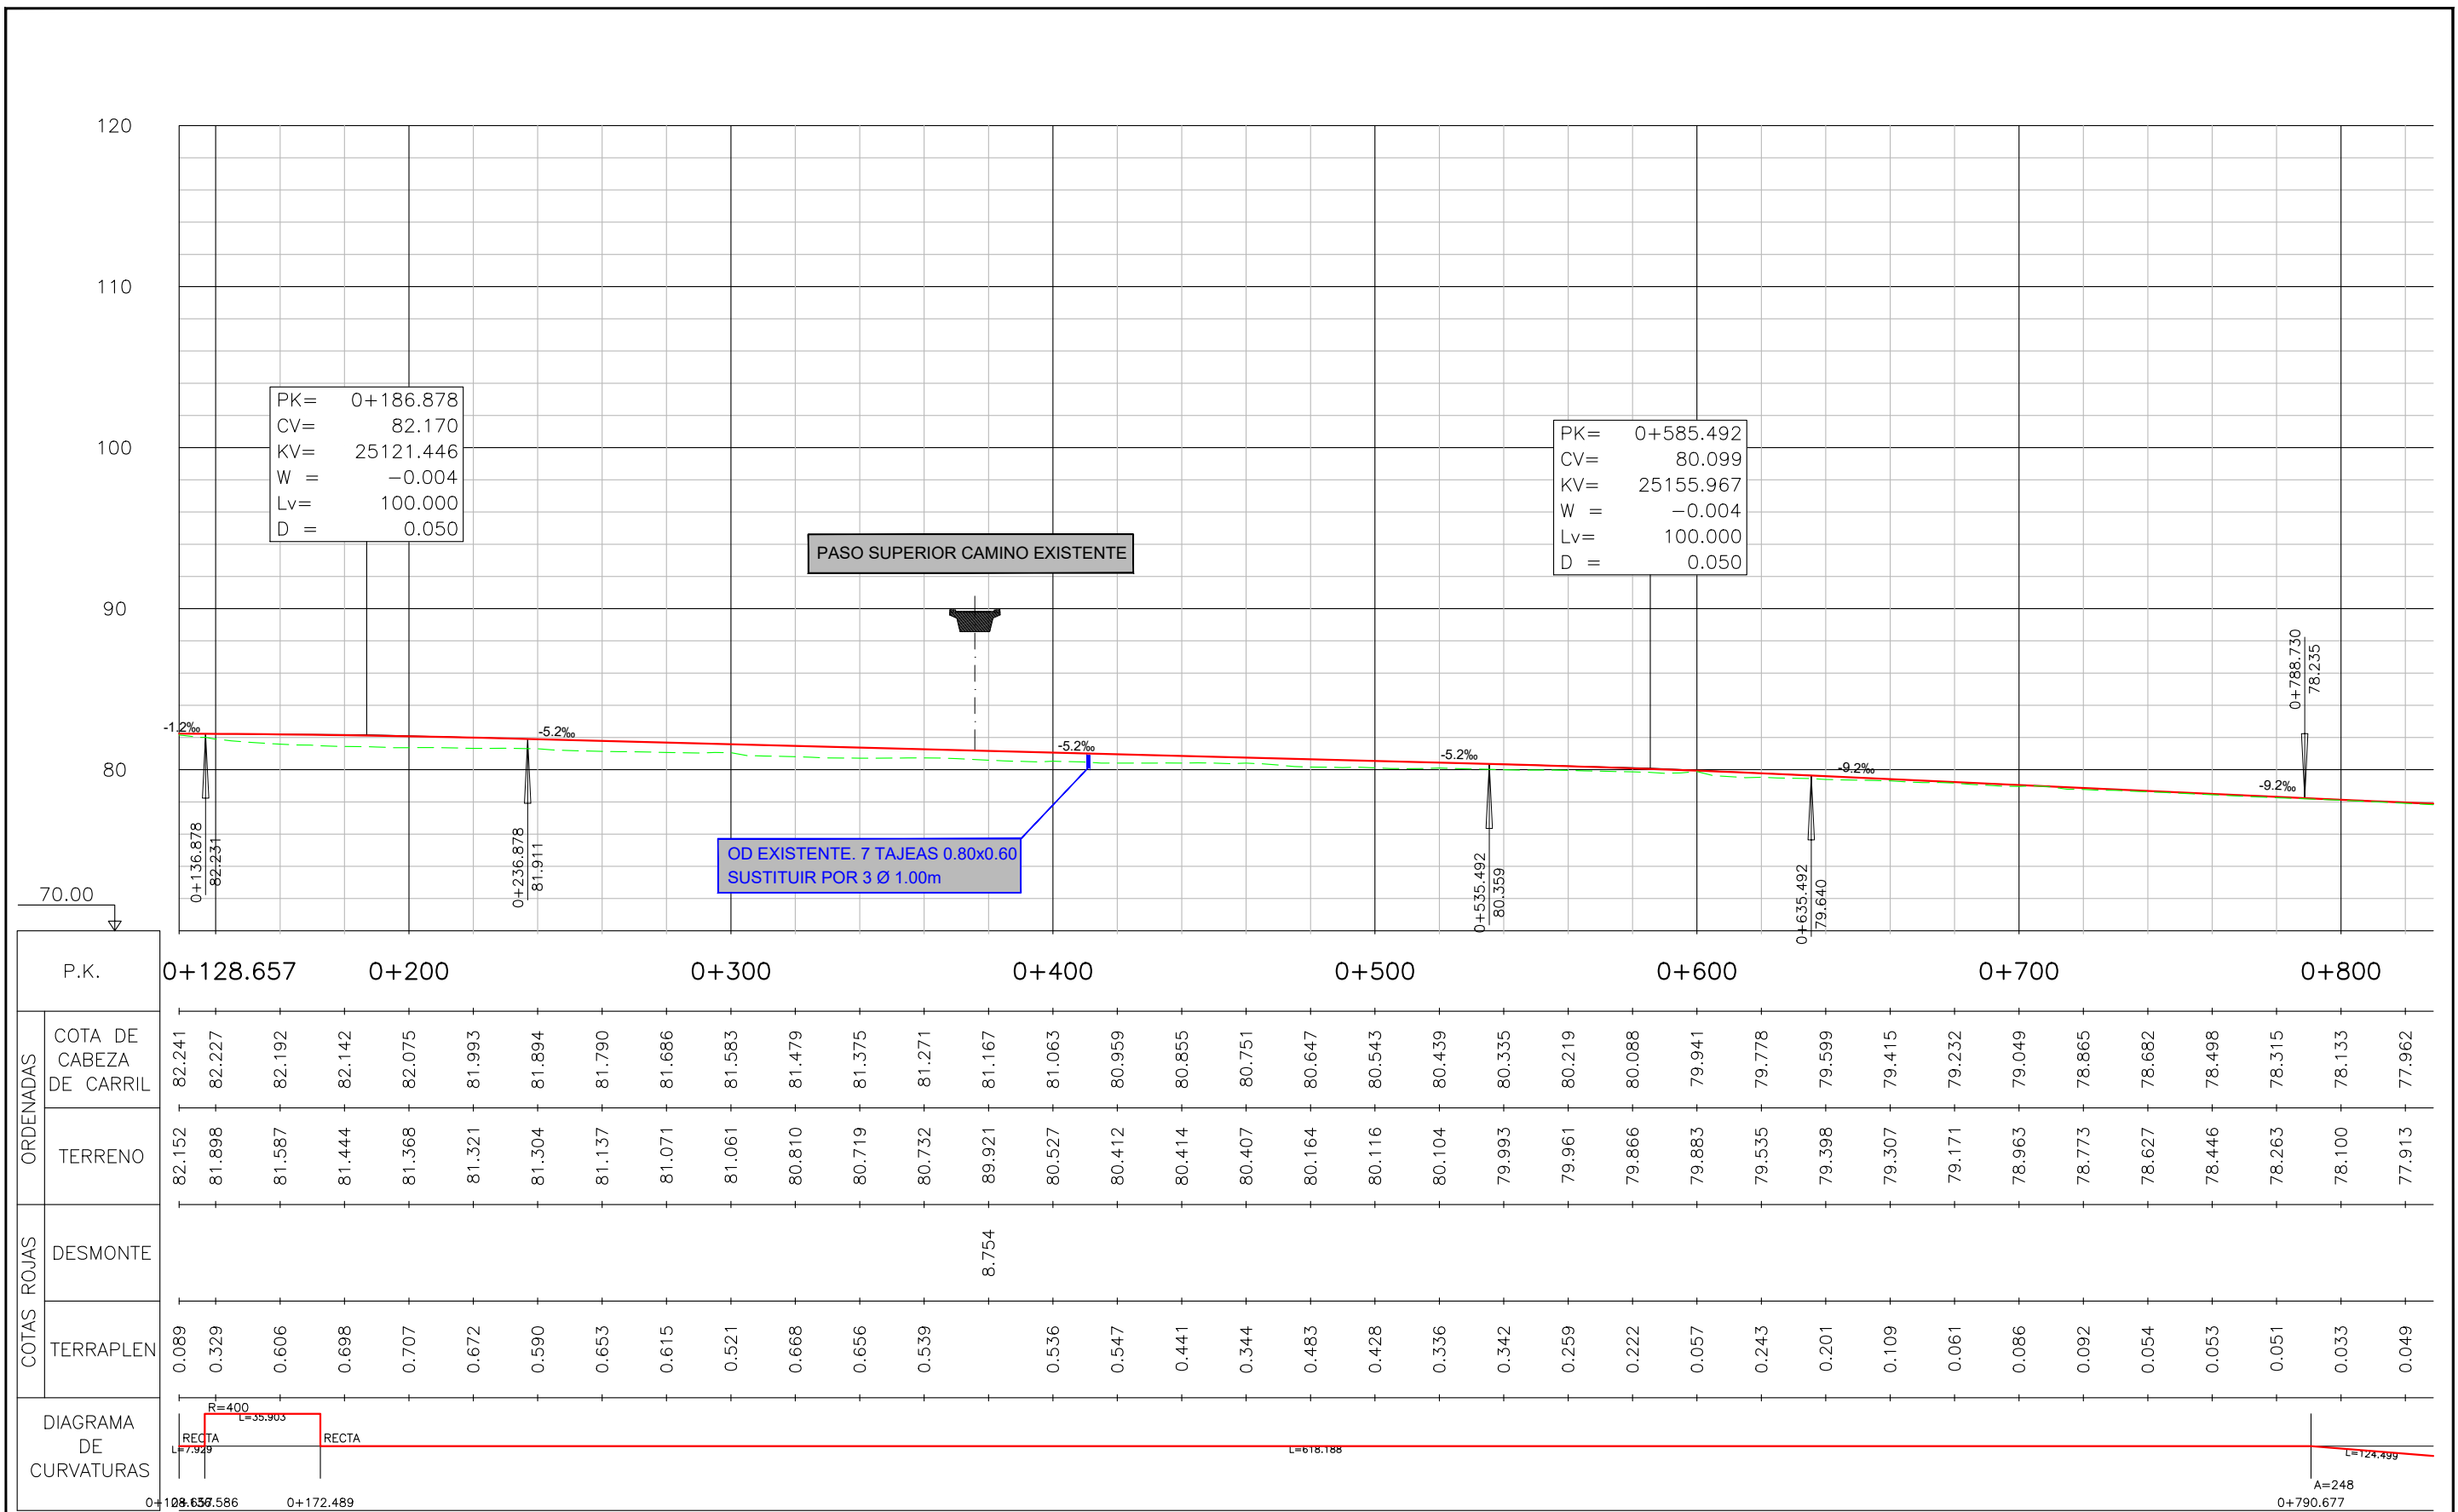 120
110
100
90
80
70.00
PK= 0+186.878
CV= 82.170
KV= 25121.446
W = -0.004
Lv= 100.000
D = 0.050
PASO SUPERIOR CAMINO EXISTENTE
PK= 0+585.492
CV= 80.099
KV= 25155.967
W = -0.004
Lv= 100.000
D = 0.050
0+788.730
78.235
-1.2‰
-5.2‰
-5.2‰
-5.2‰
-9.2‰
-9.2‰
0+136.878
82.231
0+236.878
81.911
OD EXISTENTE. 7 TAJEAS 0.80x0.60
SUSTITUIR POR 3 Ø 1.00m
0+535.492
80.359
0+635.492
79.640
P.K. 0+128.657 0+200 0+300 0+400 0+500 0+600 0+700 0+800
ORDENADAS
COTA DE
CABEZA
DE CARRIL
82.241 82.227 82.192 82.142 82.075 81.993 81.894 81.790 81.686 81.583 81.479 81.375 81.271 81.167 81.063 80.959 80.855 80.751 80.647 80.543 80.439 80.335 80.219 80.088 79.941 79.778 79.599 79.415 79.232 79.049 78.865 78.682 78.498 78.315 78.133 77.962
TERRENO
82.152 81.898 81.587 81.444 81.368 81.321 81.304 81.137 81.071 81.061 80.810 80.719 80.732 89.921 80.527 80.412 80.414 80.407 80.164 80.116 80.104 79.993 79.961 79.866 79.883 79.535 79.398 79.307 79.171 78.963 78.773 78.627 78.446 78.263 78.100 77.913
COTAS ROJAS
DESMONTE
8.754
TERRAPLEN
0.089 0.329 0.606 0.698 0.707 0.672 0.590 0.653 0.615 0.521 0.668 0.656 0.539 0.536 0.547 0.441 0.344 0.483 0.428 0.336 0.342 0.259 0.222 0.057 0.243 0.201 0.109 0.061 0.086 0.092 0.054 0.053 0.051 0.033 0.049
DIAGRAMA
DE
CURVATURAS
R=400
L=35.903
RECTA
L=7.929
RECTA
L=618.188
L=124.499
A=248
0+128.657
0+136.586
0+172.489
0+790.677